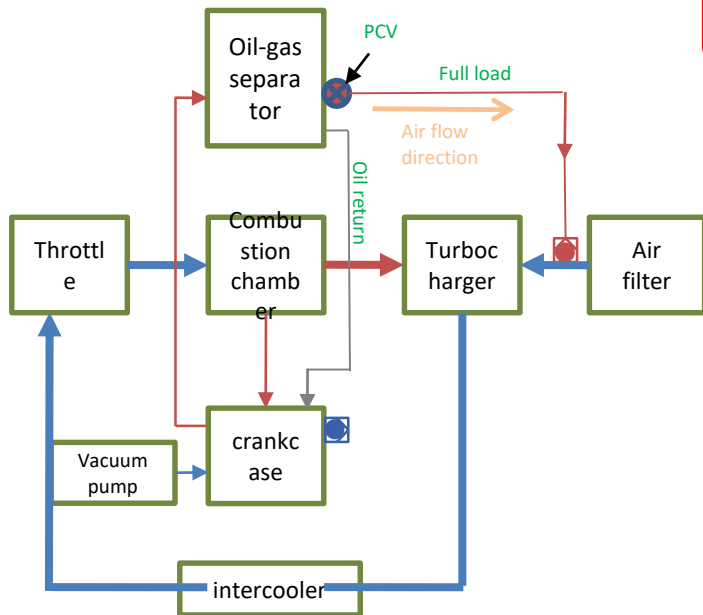 Oil-gas
separa
tor
PCV
Full load
Air flow
direction
Oil return
Throttl
e
Combu
stion
chamb
er
Turboc
harger
Air
filter
Vacuum
pump
crankc
ase
intercooler